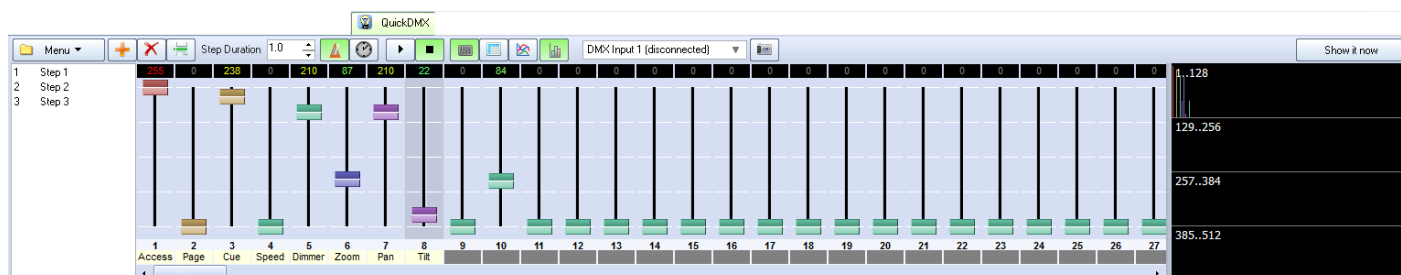 QuickDMX
Menu Step Duration 1.0 DMX Input 1 (disconnected) Show it now
1 Step 1
2 Step 2
3 Step 3
255 0 238 0 210 87 210 22 0 84 0 0 0 0 0 0 0 0 0 0 0 0 0 0 0 0 0
1 2 3 4 5 6 7 8 9 10 11 12 13 14 15 16 17 18 19 20 21 22 23 24 25 26 27
Access Page Cue Speed Dimmer Zoom Pan Tilt
1..128
129..256
257..384
385..512